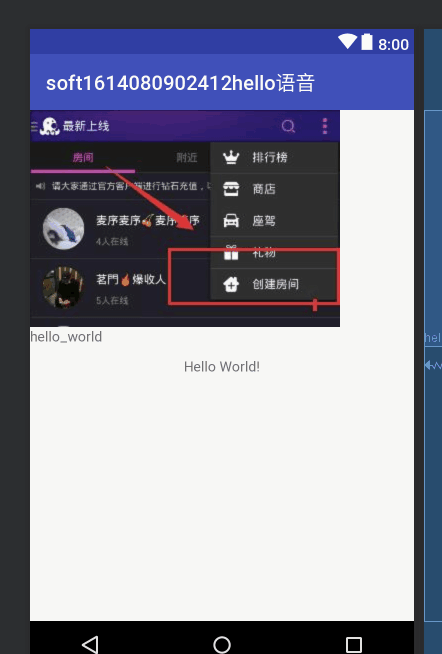 8:00
soft1614080902412hello语音
最新上线
房间
附近
排行榜
请大家通过官方客户端进行钻石充值，
商店
麦序麦序🎸麦序麦序
座驾
4人在线
礼物
茗門🔥爆收人
创建房间
5人在线
hello_world
Hello World!
hel